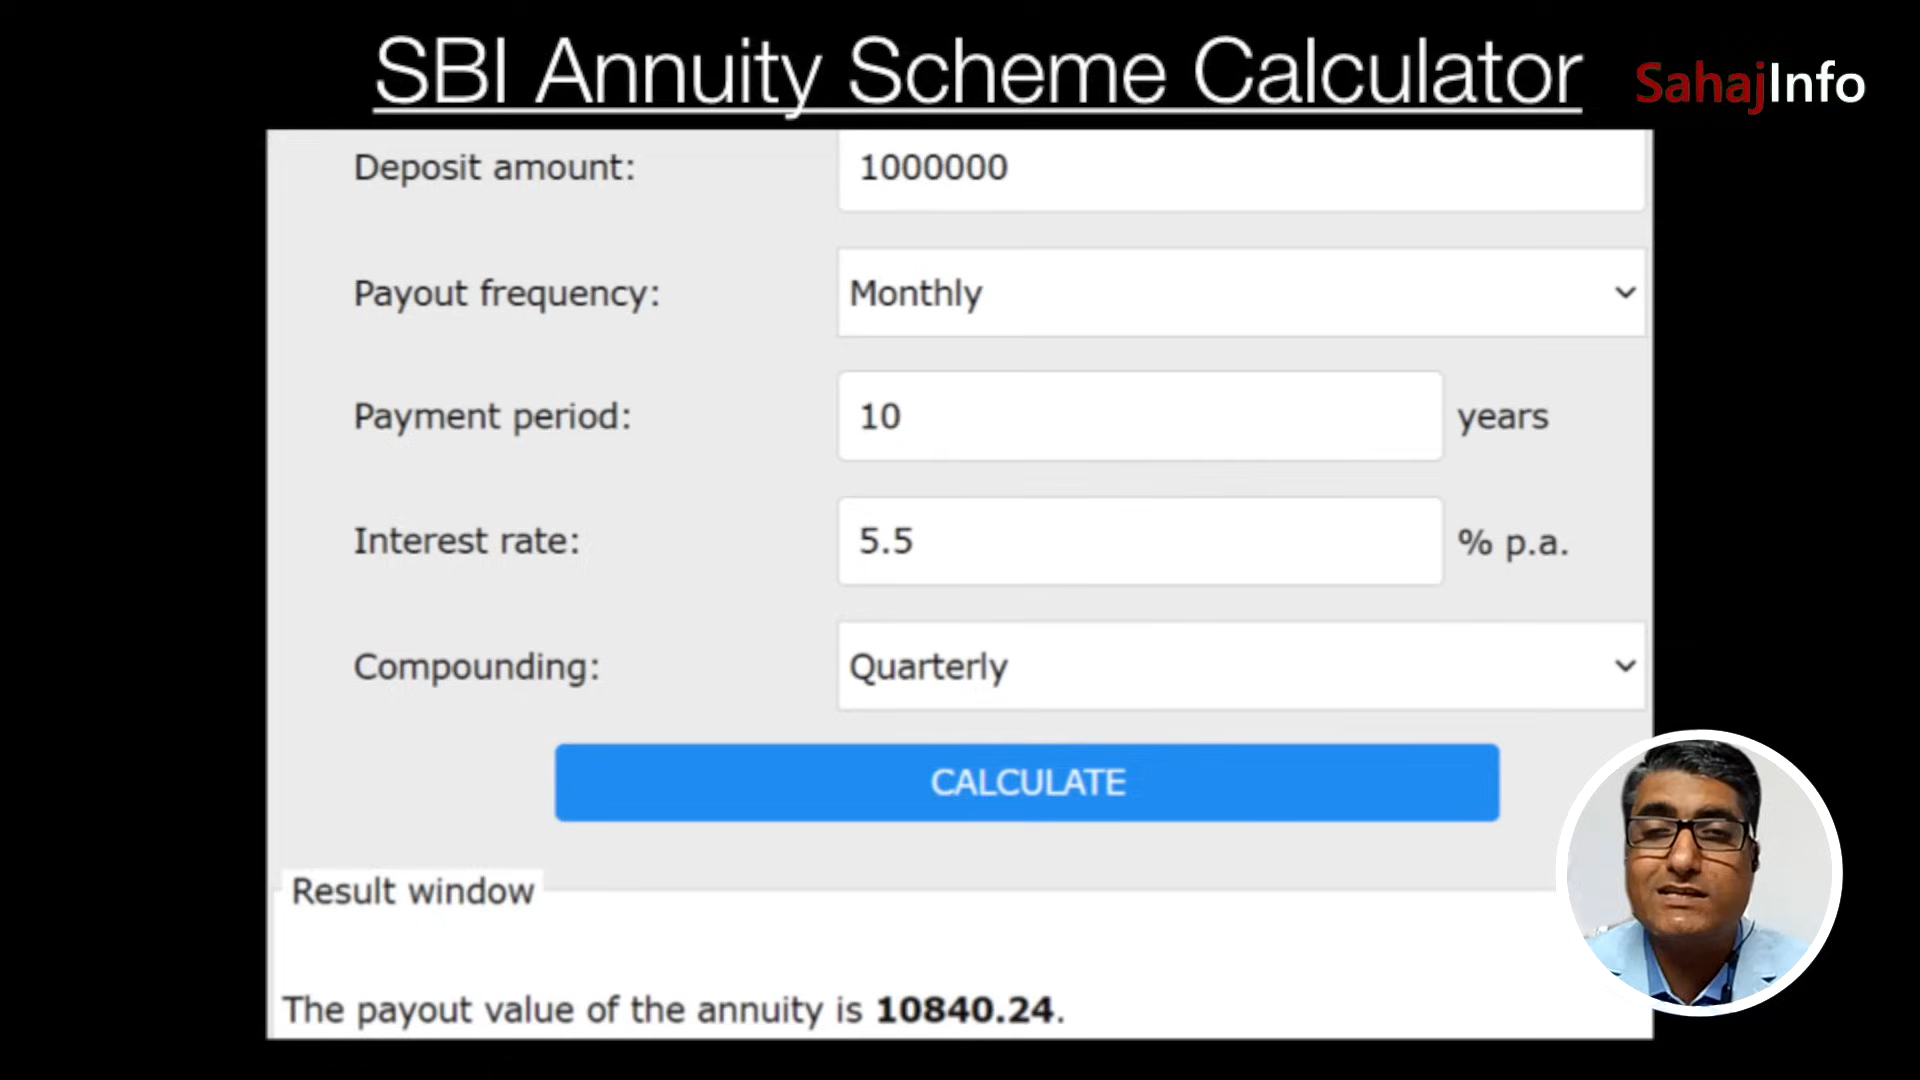 SBI Annuity Scheme Calculator
SahajInfo
Deposit amount: 1000000
Payout frequency: Monthly
Payment period: 10 years
Interest rate: 5.5 % p.a.
Compounding: Quarterly
CALCULATE
Result window
The payout value of the annuity is 10840.24.